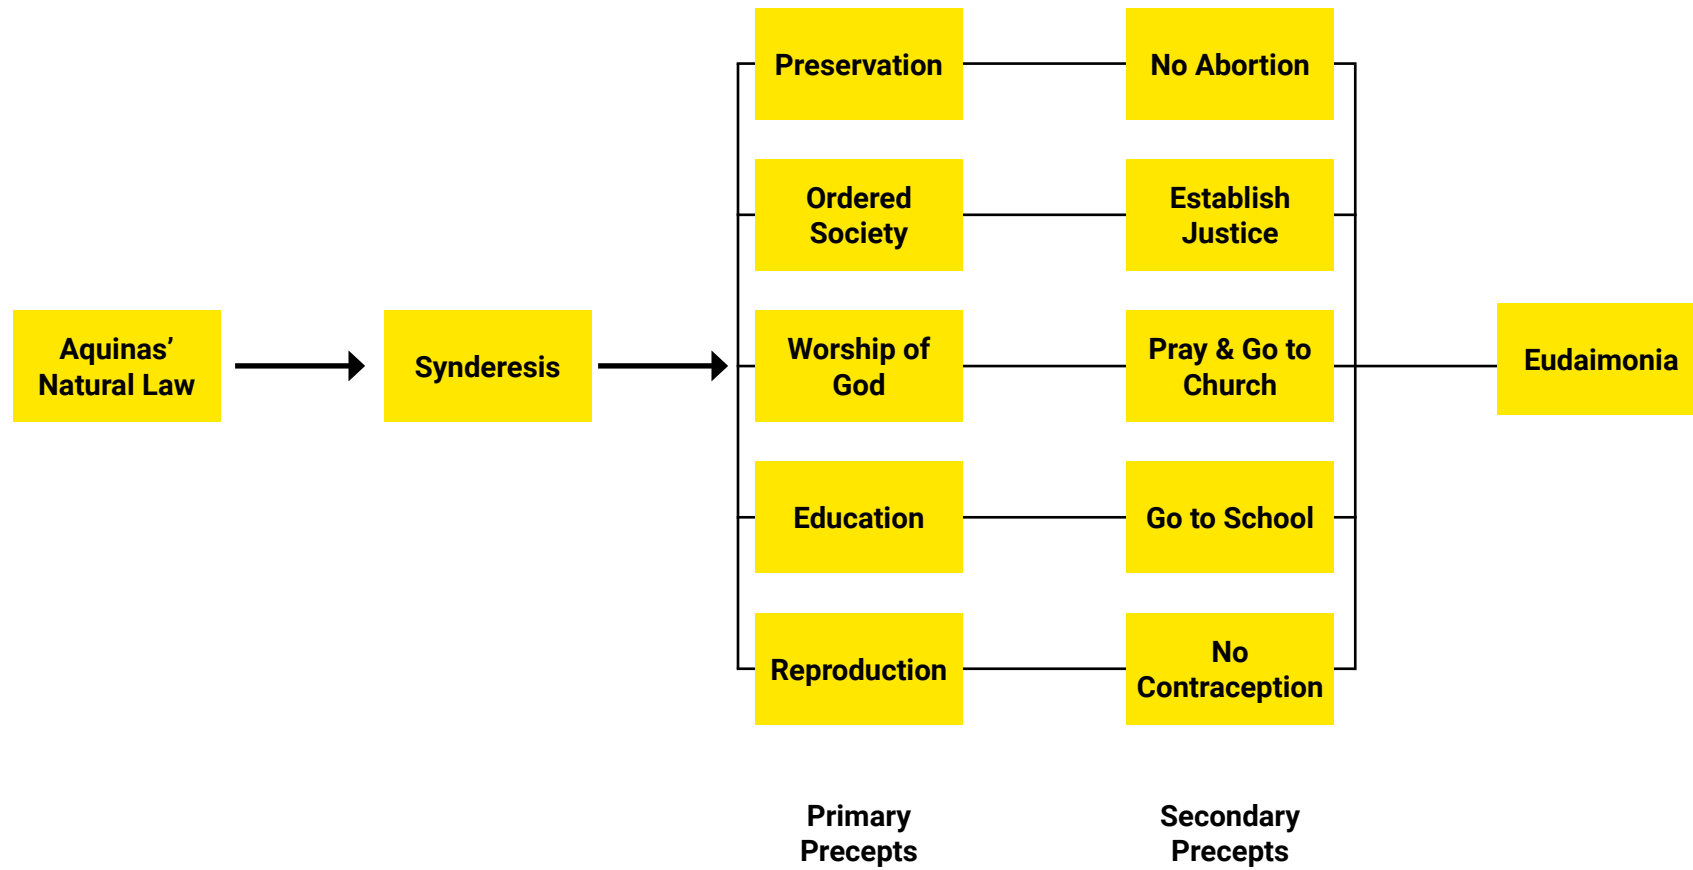 Aquinas’
Natural Law
Synderesis
Preservation
No Abortion
Ordered
Society
Establish
Justice
Worship of
God
Pray & Go to
Church
Education
Go to School
Reproduction
No
Contraception
Eudaimonia
Primary
Precepts
Secondary
Precepts